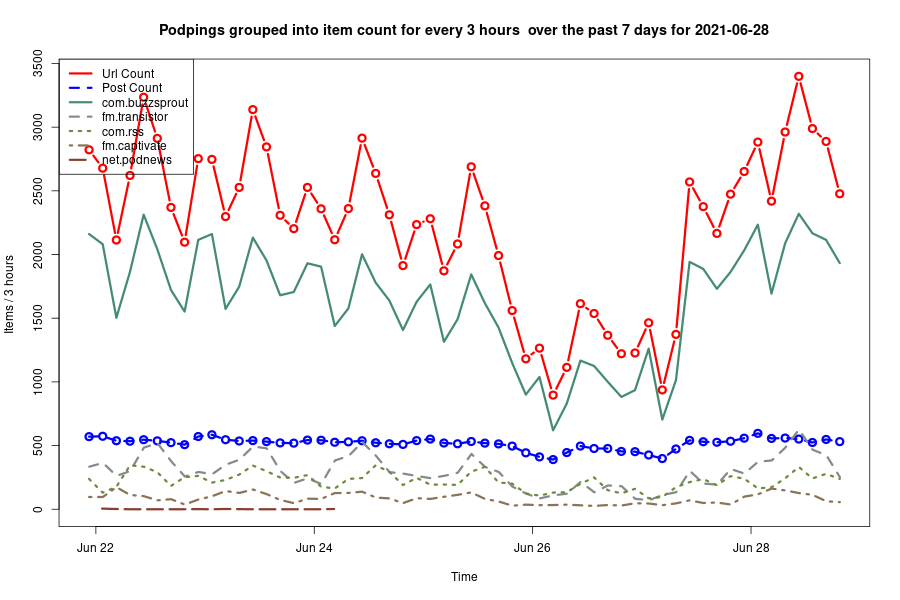 Podpings grouped into item count for every 3 hours  over the past 7 days for 2021-06-28
Items / 3 hours
3500
3000
2500
2000
1500
1000
500
0
Url Count
Post Count
com.buzzsprout
fm.transistor
com.rss
fm.captivate
net.podnews
Jun 22
Jun 24
Jun 26
Jun 28
Time